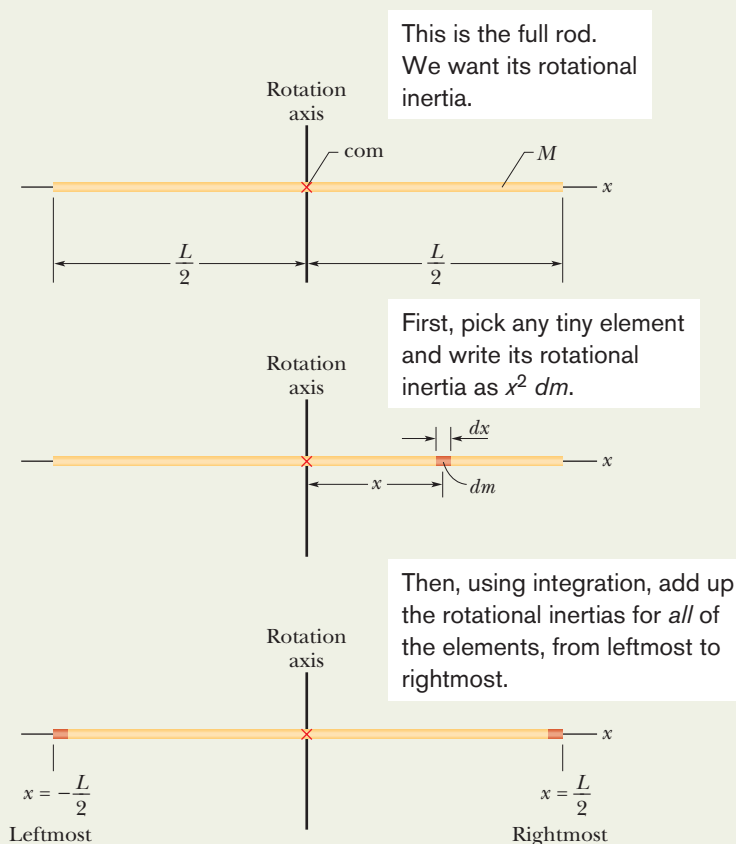 This is the full rod.
We want its rotational
inertia.
Rotation
axis
com
M
x
L
2
L
2
First, pick any tiny element
and write its rotational
inertia as x² dm.
Rotation
axis
dx
x
x
dm
Then, using integration, add up
the rotational inertias for all of
the elements, from leftmost to
rightmost.
Rotation
axis
x
x = −L/2
x = L/2
Leftmost
Rightmost